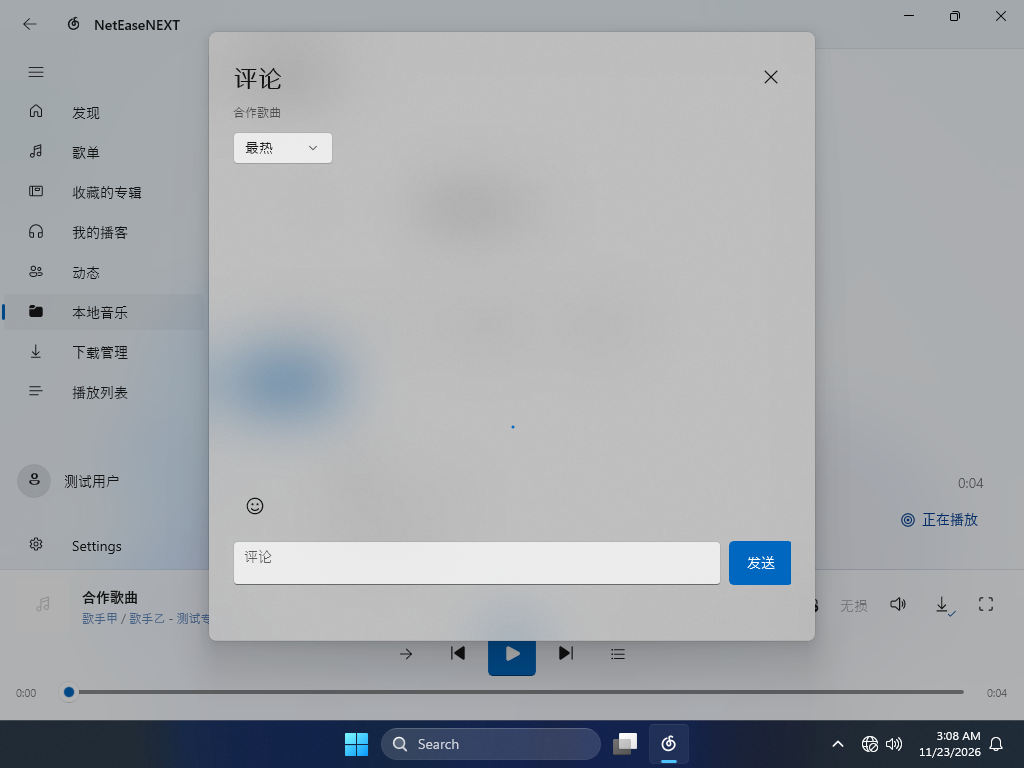 NetEaseNEXT
评论
合作歌曲
最热
发现
歌单
收藏的专辑
我的播客
动态
本地音乐
下载管理
播放列表
测试用户
Settings
0:04
正在播放
评论
发送
合作歌曲
歌手甲 / 歌手乙 - 测试专
无损
0:00
0:04
Search
3:08 AM
11/23/2026